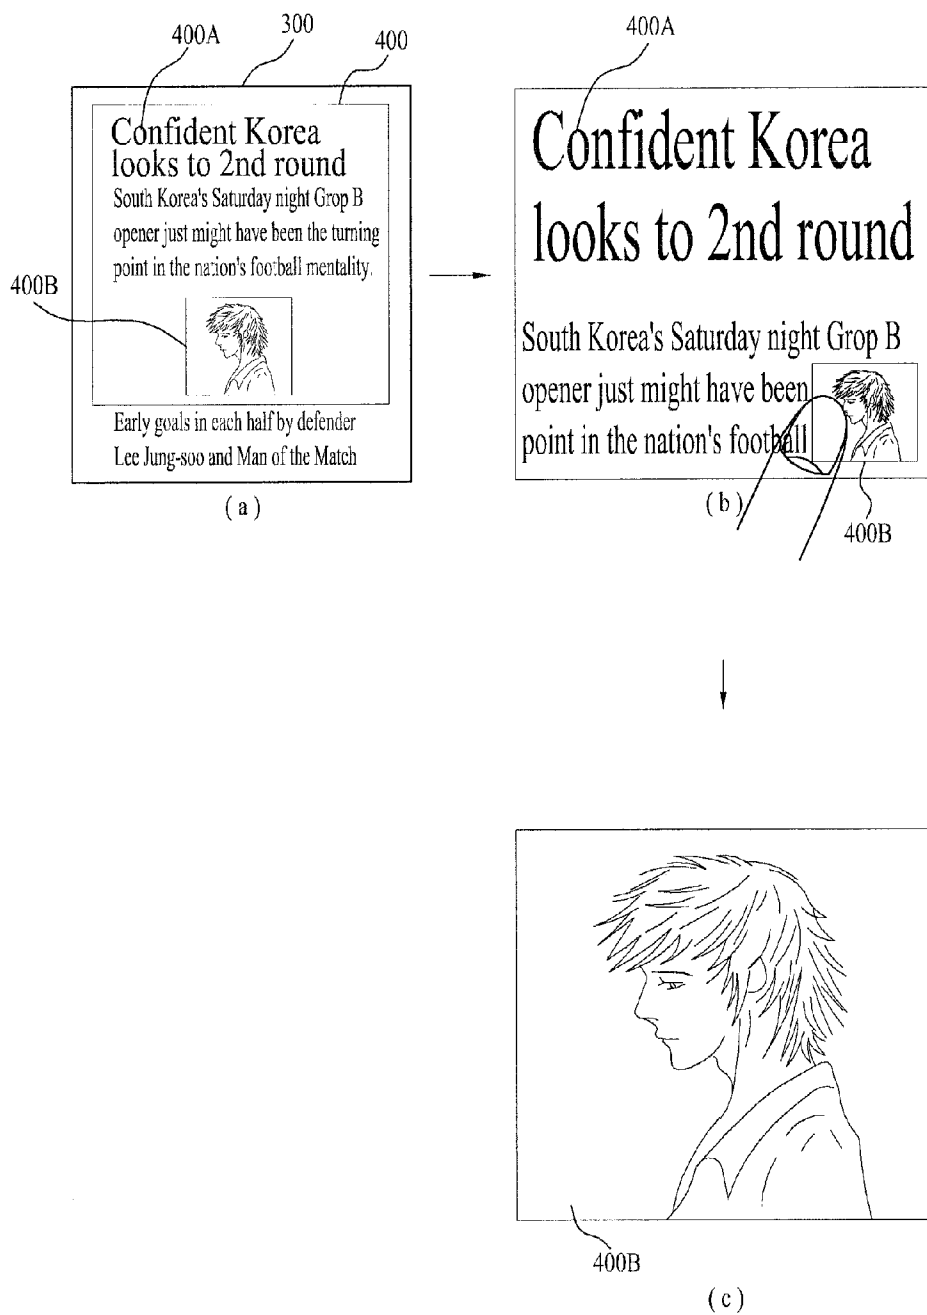 400A
300
400
Confident Korea
looks to 2nd round
South Korea's Saturday night Grop B
opener just might have been the turning
point in the nation's football mentality.
400B
Early goals in each half by defender
Lee Jung-soo and Man of the Match
(a)
400A
Confident Korea
looks to 2nd round
South Korea's Saturday night Grop B
opener just might have been
point in the nation's football
(b)
400B
400B
(c)